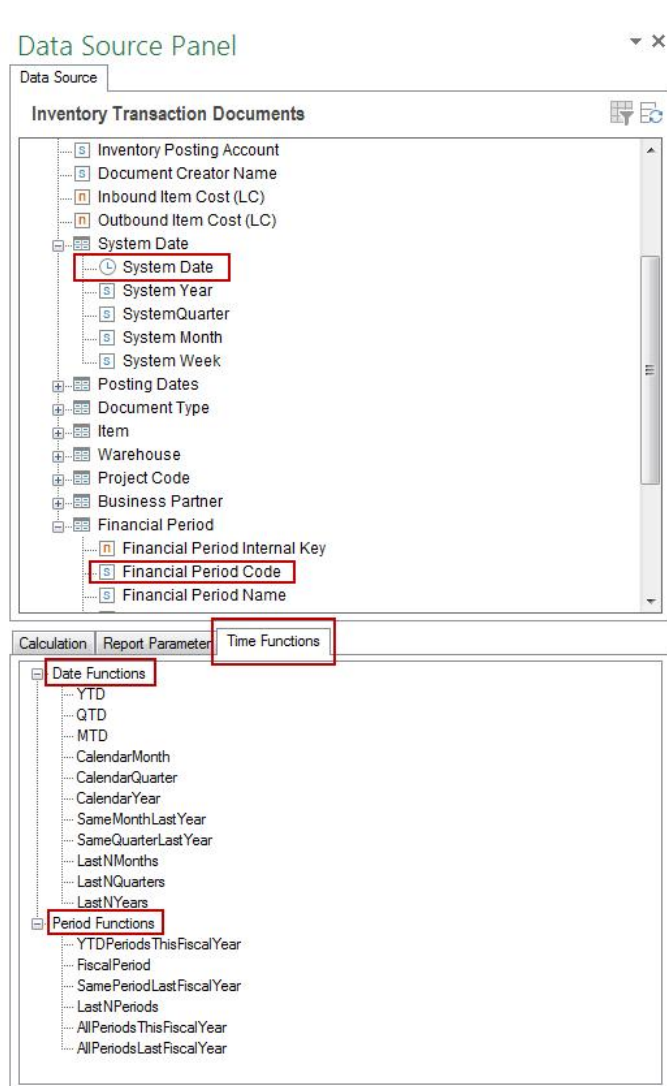 Data Source Panel
Data Source
Inventory Transaction Documents
Inventory Posting Account
Document Creator Name
Inbound Item Cost (LC)
Outbound Item Cost (LC)
System Date
System Date
System Year
SystemQuarter
System Month
System Week
Posting Dates
Document Type
Item
Warehouse
Project Code
Business Partner
Financial Period
Financial Period Internal Key
Financial Period Code
Financial Period Name
Calculation Report Parameter Time Functions
Date Functions
YTD
QTD
MTD
CalendarMonth
CalendarQuarter
CalendarYear
SameMonthLastYear
SameQuarterLastYear
LastNMonths
LastNQuarters
LastNYears
Period Functions
YTDPeriodsThisFiscalYear
FiscalPeriod
SamePeriodLastFiscalYear
LastNPeriods
AllPeriodsThisFiscalYear
AllPeriodsLastFiscalYear